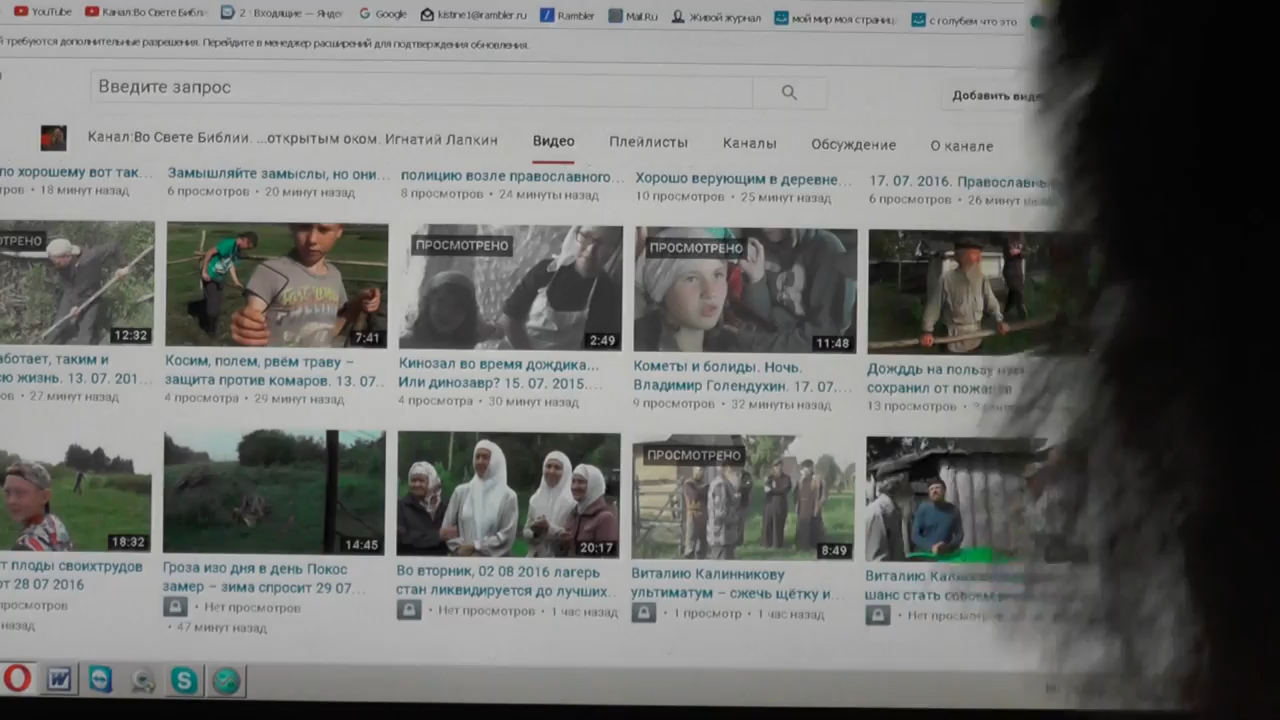 YouTube
Канал:Во Свете Библ
2 · Входящие — Янде
Google
kistine1@rambler.ru
Rambler
Mail.Ru
Живой журнал
мой мир моя страниц
с голубем что это
требуются дополнительные разрешения. Перейдите в менеджер расширений для подтверждения обновления.
Введите запрос
Добавить виде
Канал:Во Свете Библии. ...открытым оком. Игнатий Лапкин
Видео
Плейлисты
Каналы
Обсуждение
О канале
по хорошему вот так...
тров • 18 минут назад
Замышляйте замыслы, но они...
6 просмотров • 20 минут назад
полицию возле православного...
8 просмотров • 24 минуты назад
Хорошо верующим в деревне...
10 просмотров • 25 минут назад
17. 07. 2016. Православны
6 просмотров • 26 минут
ОТРЕНО
12:32
7:41
ПРОСМОТРЕНО
2:49
ПРОСМОТРЕНО
11:48
аботает, таким и
сю жизнь. 13. 07. 201...
ов • 27 минут назад
Косим, полем, рвём траву –
защита против комаров. 13. 07..
4 просмотра • 29 минут назад
Кинозал во время дождика...
Или динозавр? 15. 07. 2015....
4 просмотра • 30 минут назад
Кометы и болиды. Ночь.
Владимир Голендухин. 17. 07....
9 просмотров • 32 минуты назад
Дождь на пользу
сохранил от пожа
13 просмотров •
18:32
14:45
20:17
ПРОСМОТРЕНО
8:49
т плоды своихтрудов
от 28 07 2016
просмотров
назад
Гроза изо дня в день Покос
замер – зима спросит 29 07...
• Нет просмотров
• 47 минут назад
Во вторник, 02 08 2016 лагерь
стан ликвидируется до лучших..
• Нет просмотров • 1 час назад
Виталию Калинникову
ультиматум – сжечь щётку и...
• 1 просмотр • 1 час назад
Виталию
шанс стать
• Нет